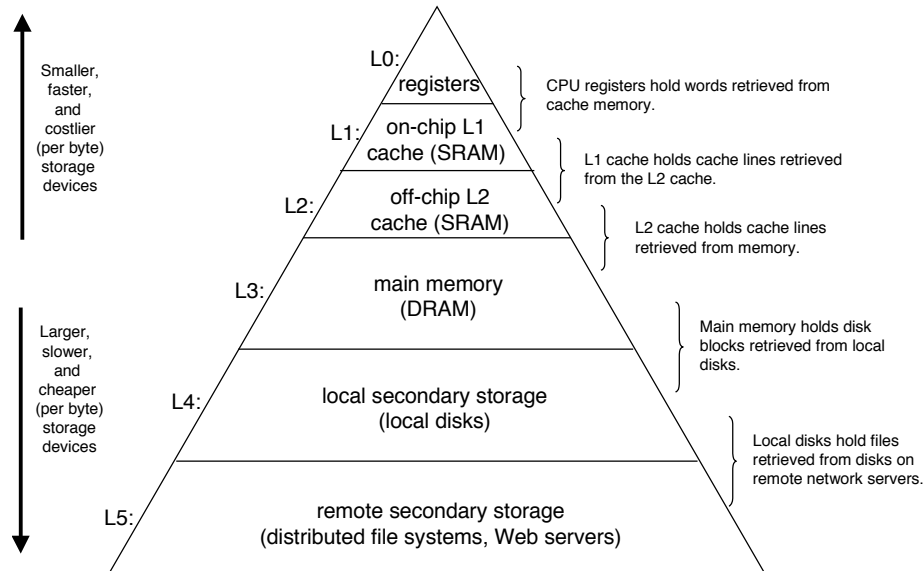 Smaller,
faster,
and
costlier
(per byte)
storage
devices
Larger,
slower,
and
cheaper
(per byte)
storage
devices
L0:
registers
L1:
on-chip L1
cache (SRAM)
L2:
off-chip L2
cache (SRAM)
L3:
main memory
(DRAM)
L4:
local secondary storage
(local disks)
L5:
remote secondary storage
(distributed file systems, Web servers)
CPU registers hold words retrieved from
cache memory.
L1 cache holds cache lines retrieved
from the L2 cache.
L2 cache holds cache lines
retrieved from memory.
Main memory holds disk
blocks retrieved from local
disks.
Local disks hold files
retrieved from disks on
remote network servers.